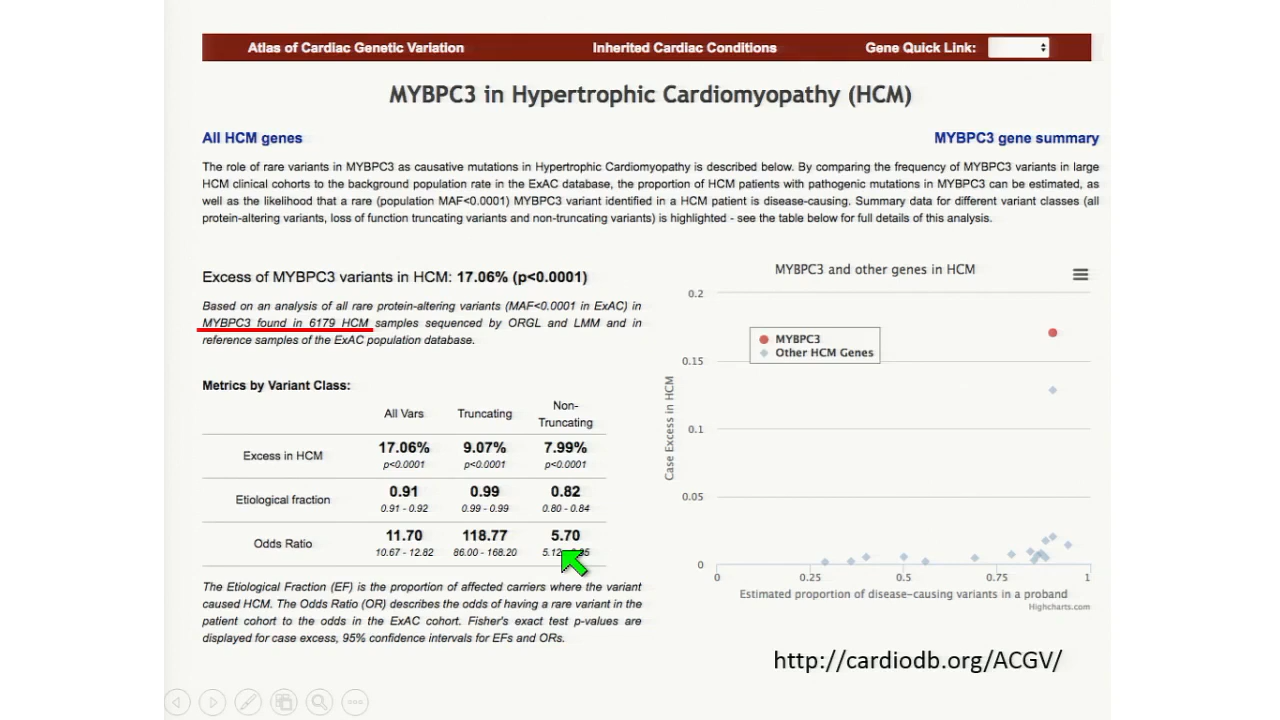 Atlas of Cardiac Genetic Variation Inherited Cardiac Conditions Gene Quick Link:
MYBPC3 in Hypertrophic Cardiomyopathy (HCM)
All HCM genes MYBPC3 gene summary
The role of rare variants in MYBPC3 as causative mutations in Hypertrophic Cardiomyopathy is described below. By comparing the frequency of MYBPC3 variants in large
HCM clinical cohorts to the background population rate in the ExAC database, the proportion of HCM patients with pathogenic mutations in MYBPC3 can be estimated, as
well as the likelihood that a rare (population MAF<0.0001) MYBPC3 variant identified in a HCM patient is disease-causing. Summary data for different variant classes (all
protein-altering variants, loss of function truncating variants and non-truncating variants) is highlighted - see the table below for full details of this analysis.
Excess of MYBPC3 variants in HCM: 17.06% (p<0.0001)
Based on an analysis of all rare protein-altering variants (MAF<0.0001 in ExAC) in
MYBPC3 found in 6179 HCM samples sequenced by ORGL and LMM and in
reference samples of the ExAC population database.
Metrics by Variant Class:
All Vars Truncating Non-
Truncating
Excess in HCM 17.06% 9.07% 7.99%
p<0.0001 p<0.0001 p<0.0001
Etiological fraction 0.91 0.99 0.82
0.91 - 0.92 0.99 - 0.99 0.80 - 0.84
Odds Ratio 11.70 118.77 5.70
10.67 - 12.82 86.00 - 168.20
The Etiological Fraction (EF) is the proportion of affected carriers where the variant
caused HCM. The Odds Ratio (OR) describes the odds of having a rare variant in the
patient cohort to the odds in the ExAC cohort. Fisher's exact test p-values are
displayed for case excess, 95% confidence intervals for EFs and ORs.
MYBPC3 and other genes in HCM
0.2
0.15
0.1
0.05
0
Case Excess in HCM
MYBPC3
Other HCM Genes
0 0.25 0.5 0.75 1
Estimated proportion of disease-causing variants in a proband
Highcharts.com
http://cardiodb.org/ACGV/